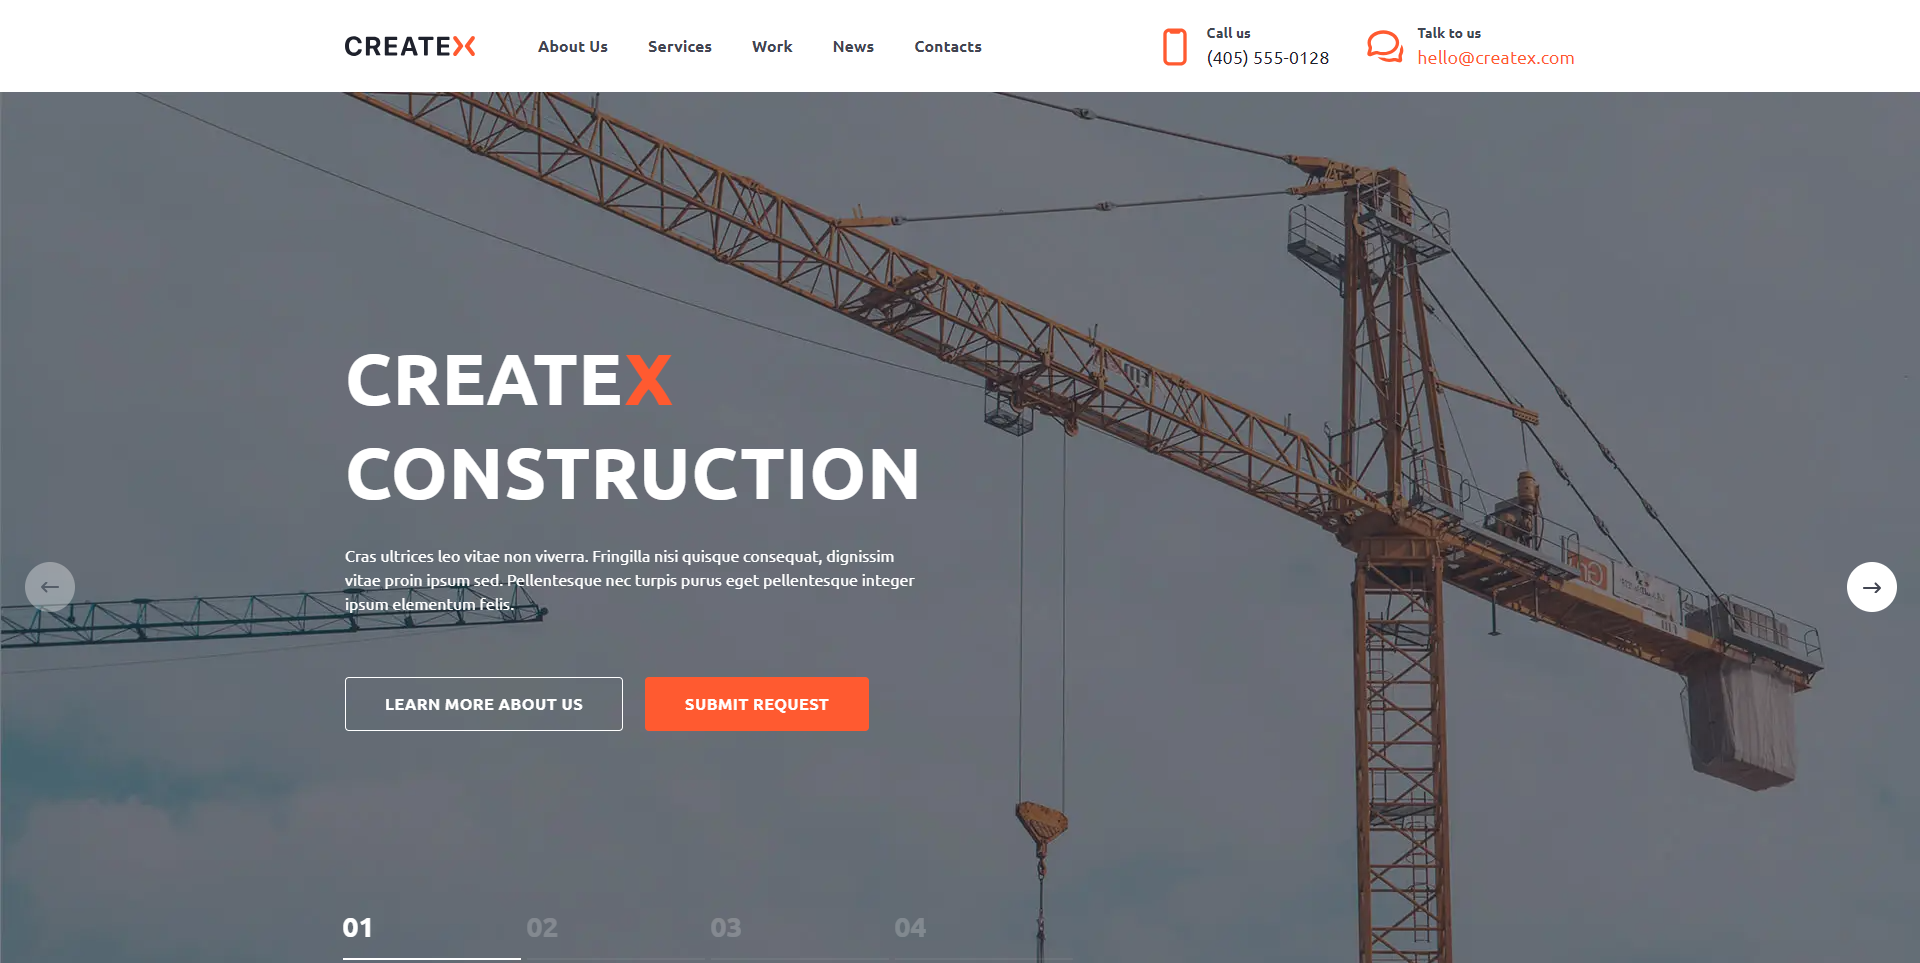 CREATEX
About Us
Services
Work
News
Contacts
Call us
(405) 555-0128
Talk to us
hello@createx.com
CREATEX
CONSTRUCTION
Cras ultrices leo vitae non viverra. Fringilla nisi quisque consequat, dignissim
vitae proin ipsum sed. Pellentesque nec turpis purus eget pellentesque integer
ipsum elementum felis.
LEARN MORE ABOUT US
SUBMIT REQUEST
01
02
03
04